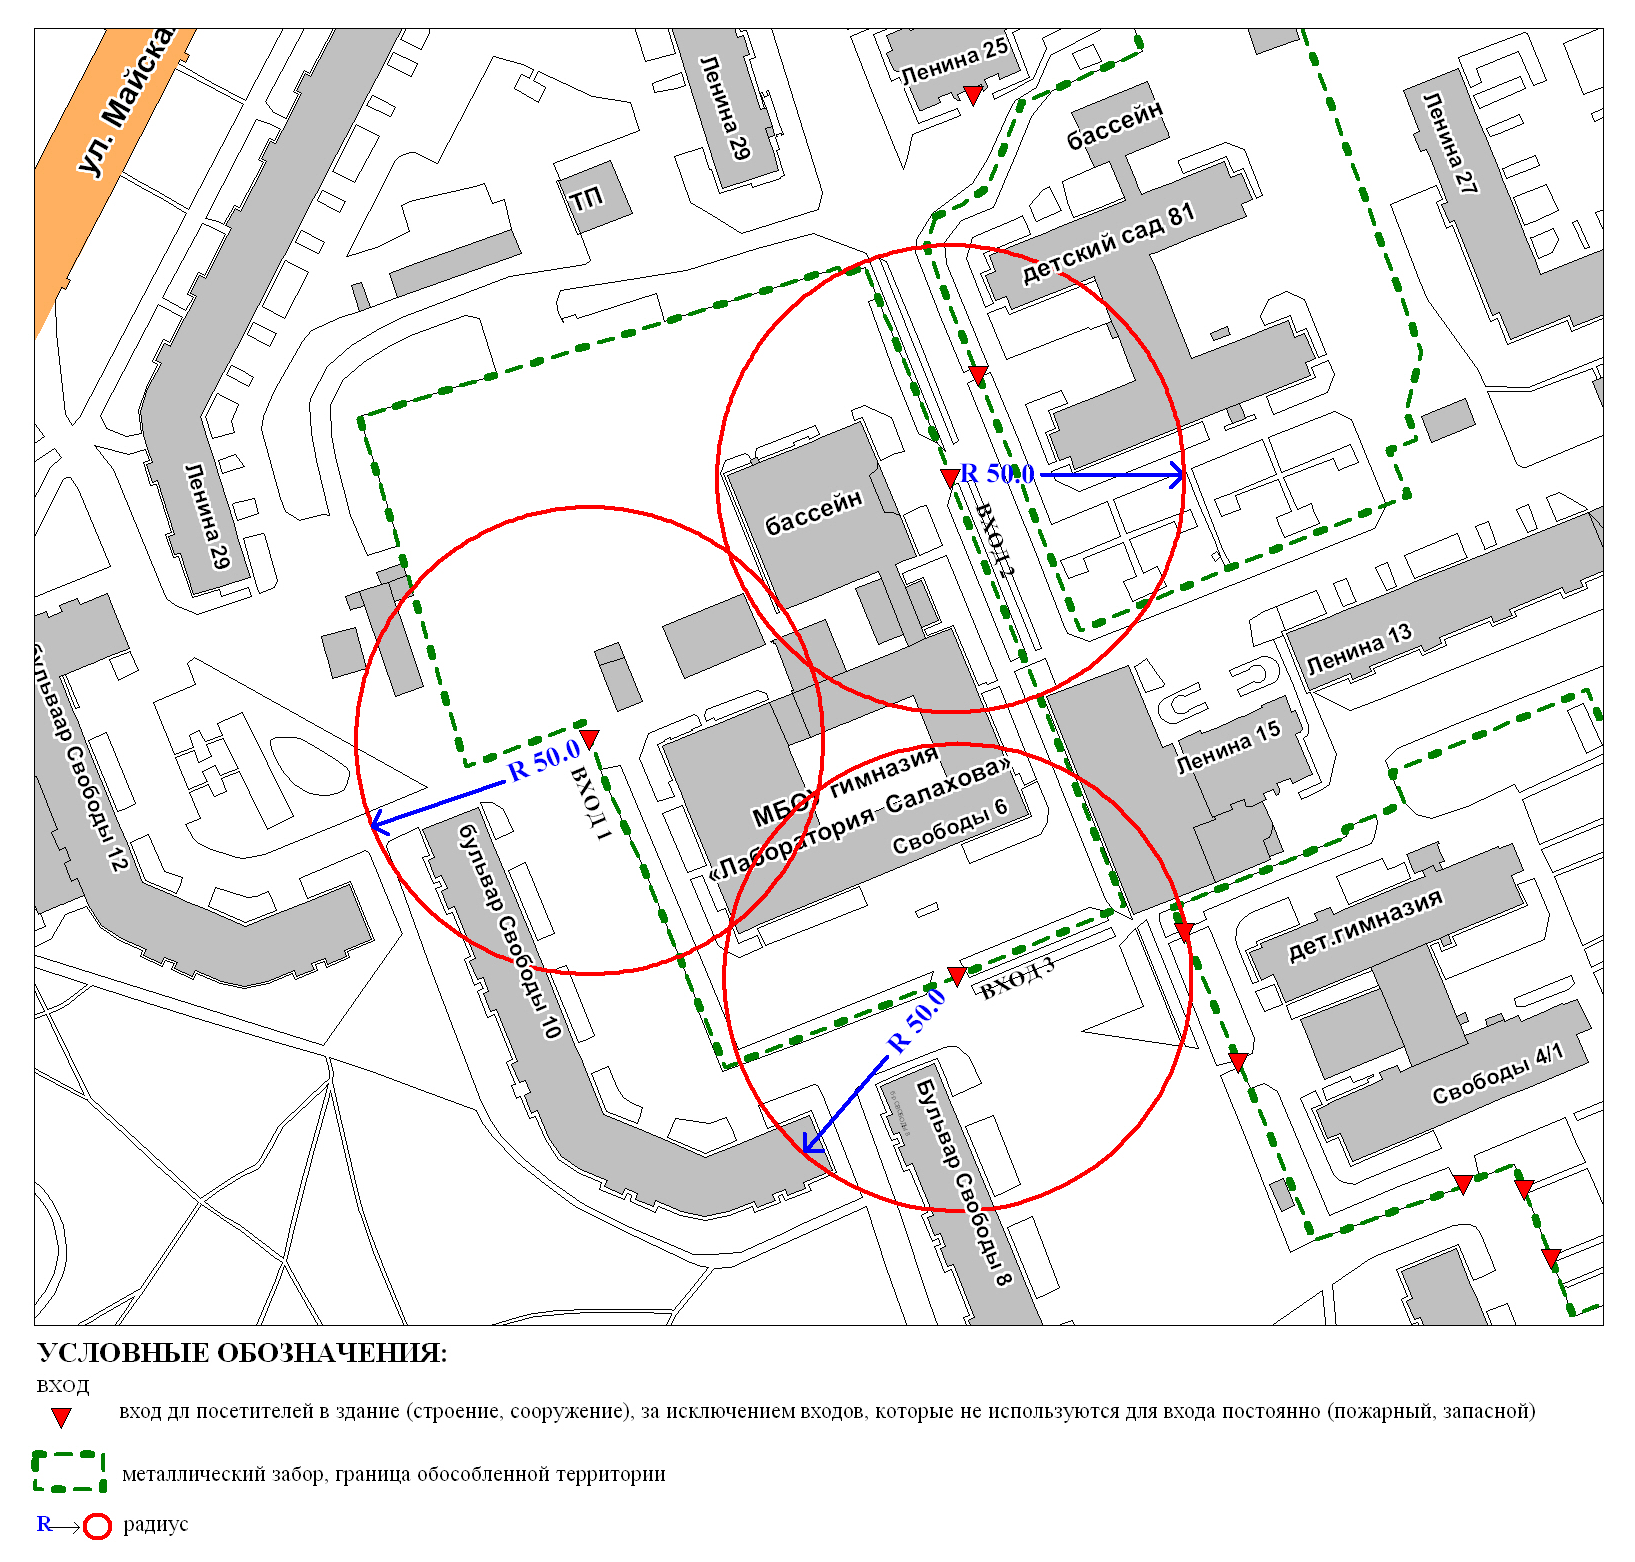 ул. Майская
Ленина 29
Ленина 25
бассейн
Ленина 27
ТП
детский сад 81
Ленина 29
бассейн
R 50.0
ВХОД 2
Ленина 13
бульваар Свободы 12
R 50.0
ВХОД 1
Ленина 15
МБОУ гимназия
«Лаборатория Салахова»
Свободы 6
бульвар Свободы 10
дет.гимназия
ВХОД 3
R 50.0
Свободы 4/1
Бульвар Свободы 8
УСЛОВНЫЕ ОБОЗНАЧЕНИЯ:
ВХОД
вход дл посетителей в здание (строение, сооружение), за исключением входов, которые не используются для входа постоянно (пожарный, запасной)
металлический забор, граница обособленной территории
R
радиус